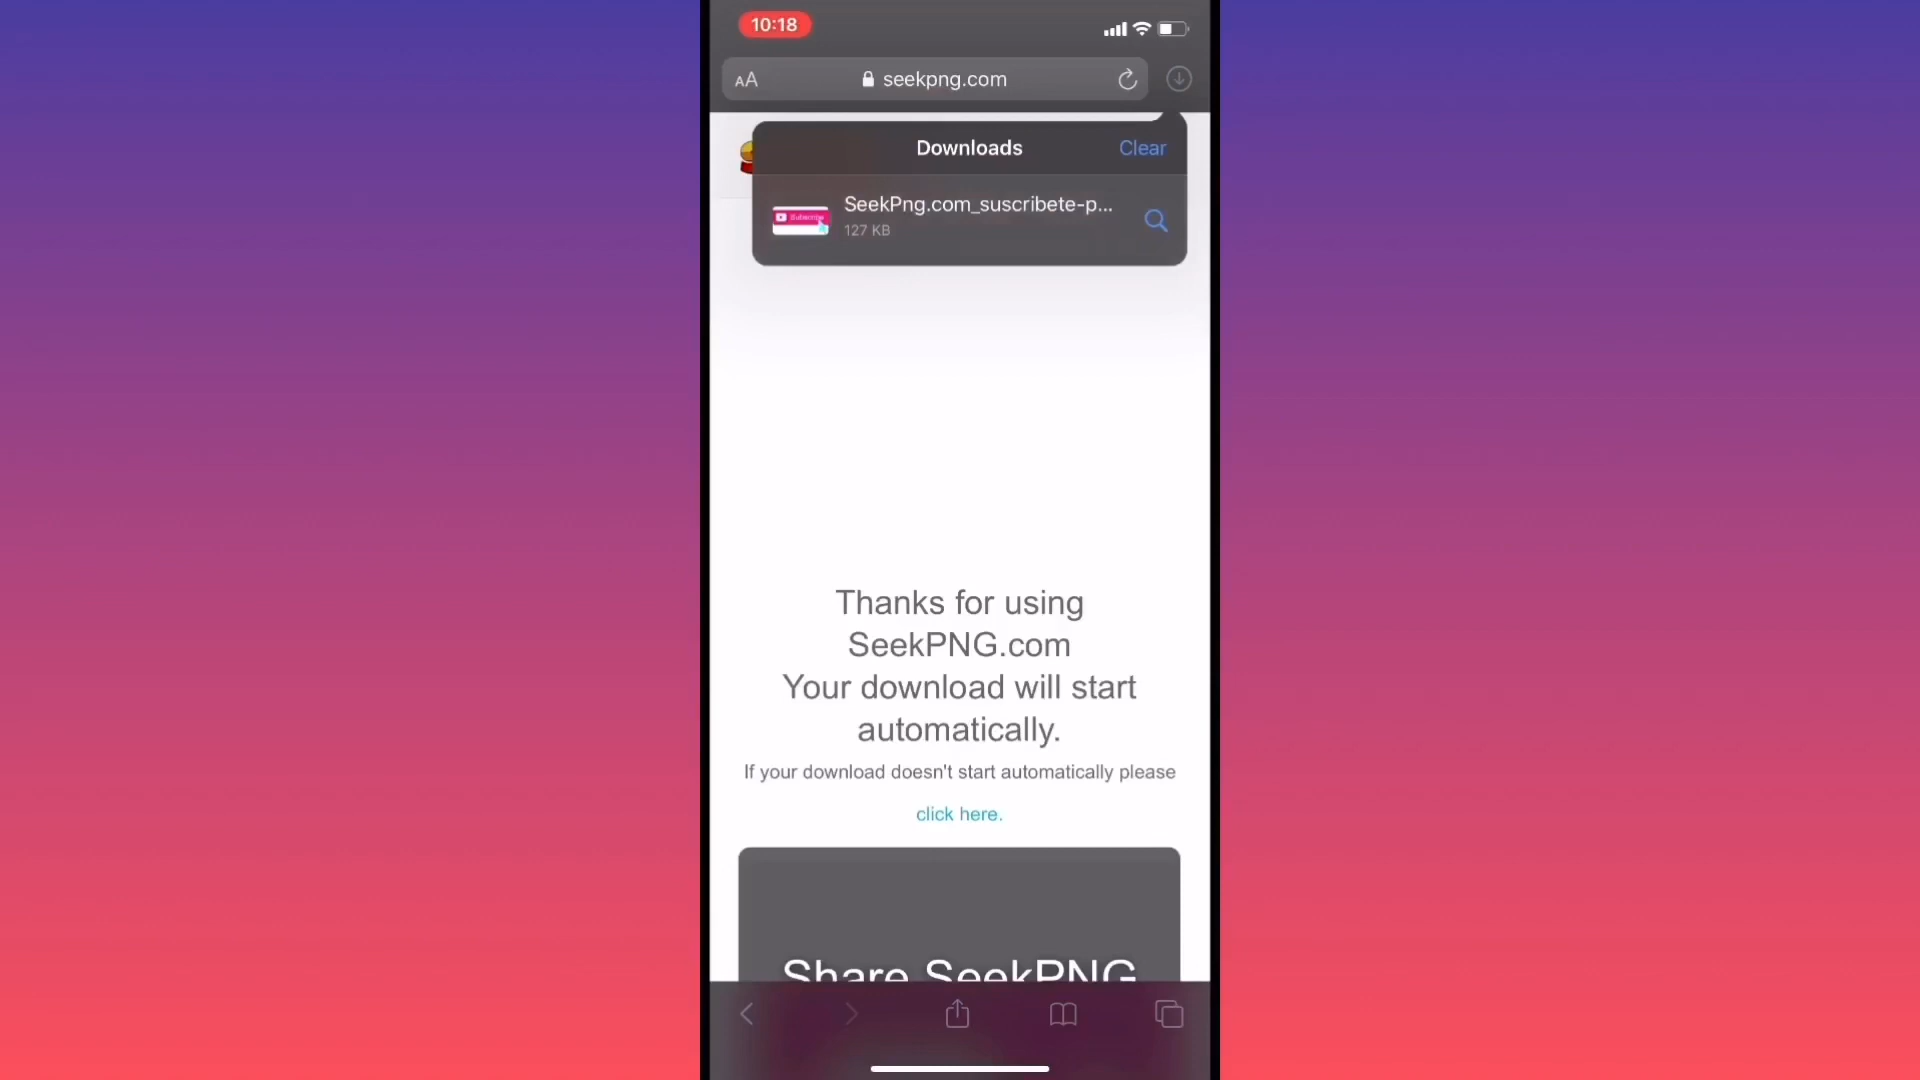 10:18
AA
seekpng.com
Downloads
Clear
SeekPng.com_suscribete-p...
Subscribe
127 KB
Thanks for using
SeekPNG.com
Your download will start
automatically.
If your download doesn't start automatically please
click here.
Share SeekPNG